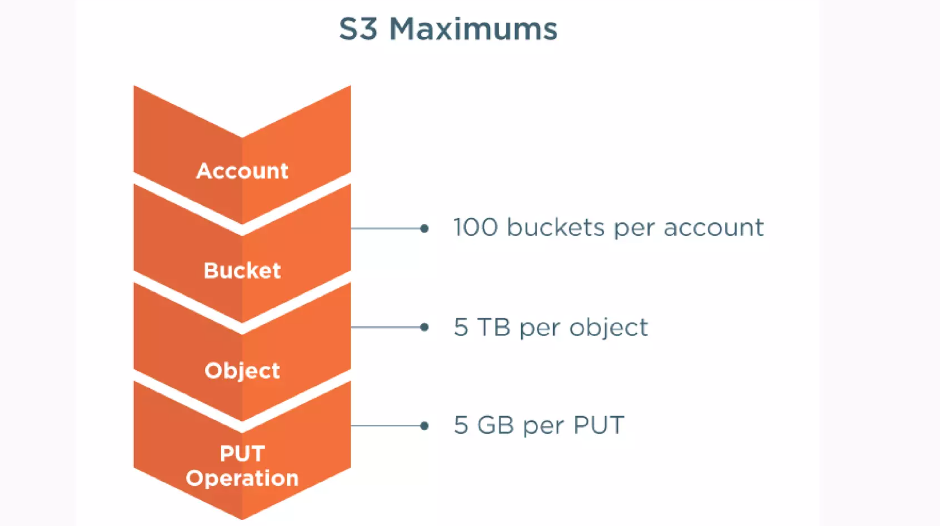 S3 Maximums
Account
100 buckets per account
Bucket
5 TB per object
Object
5 GB per PUT
PUT
Operation